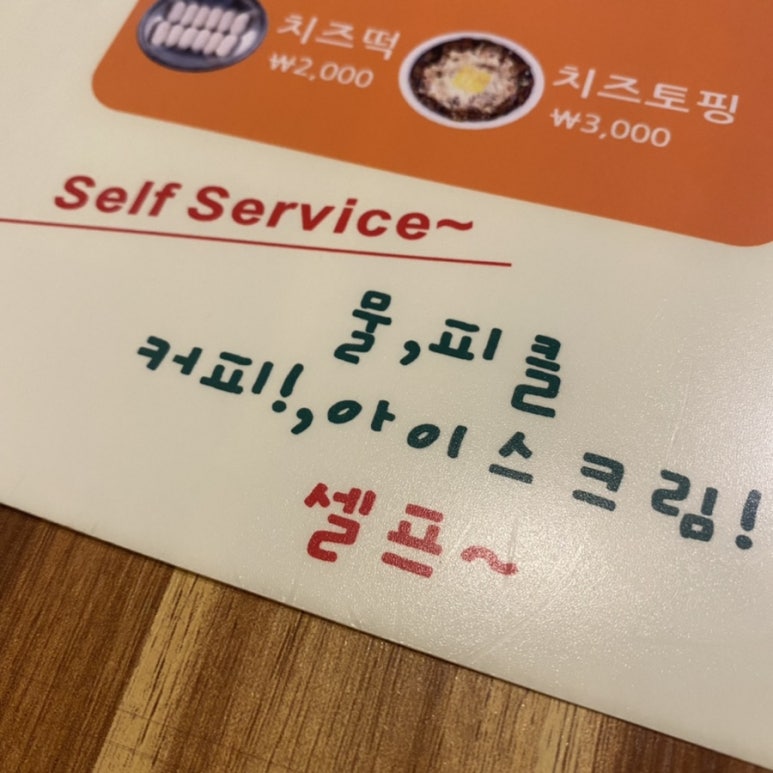 치즈떡
₩2,000
치즈토핑
₩3,000
Self Service~
물,피클
커피!,아이스크림!
셀프~